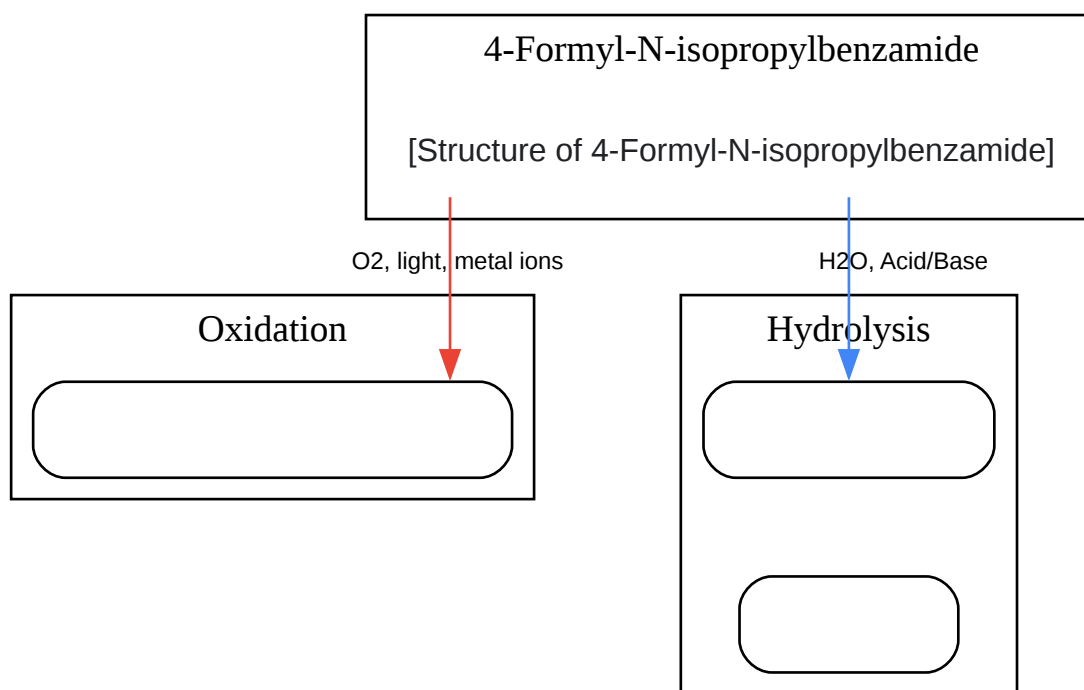 4-Formyl-N-isopropylbenzamide
[Structure of 4-Formyl-N-isopropylbenzamide]
O2, light, metal ions
H2O, Acid/Base
Oxidation
Hydrolysis